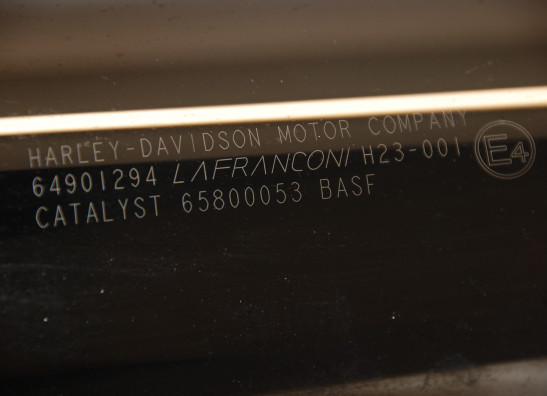 HARLEY-DAVIDSON MOTOR COMPANY
64901294 LAFRANCONI H23-001 E4
CATALYST 65800053 BASF